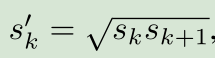 $s'_k = \sqrt{s_k s_{k+1}},$